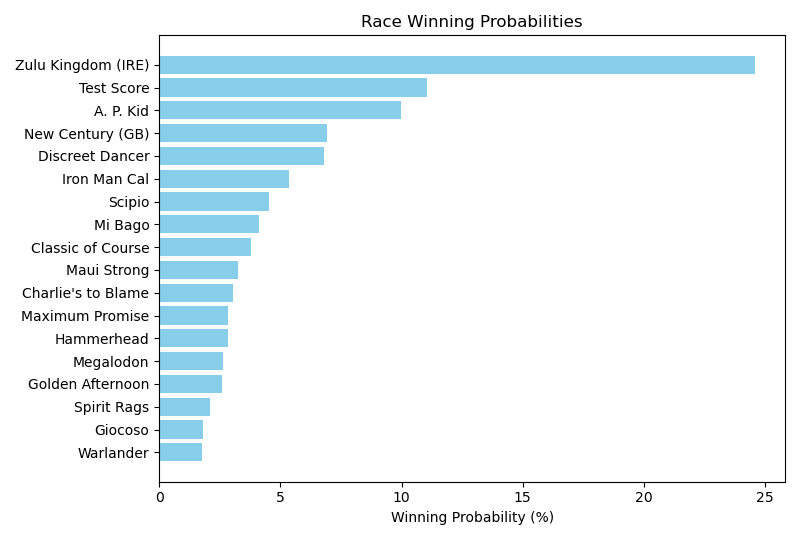 Race Winning Probabilities
Zulu Kingdom (IRE)
Test Score
A. P. Kid
New Century (GB)
Discreet Dancer
Iron Man Cal
Scipio
Mi Bago
Classic of Course
Maui Strong
Charlie's to Blame
Maximum Promise
Hammerhead
Megalodon
Golden Afternoon
Spirit Rags
Giocoso
Warlander
0 5 10 15 20 25
Winning Probability (%)